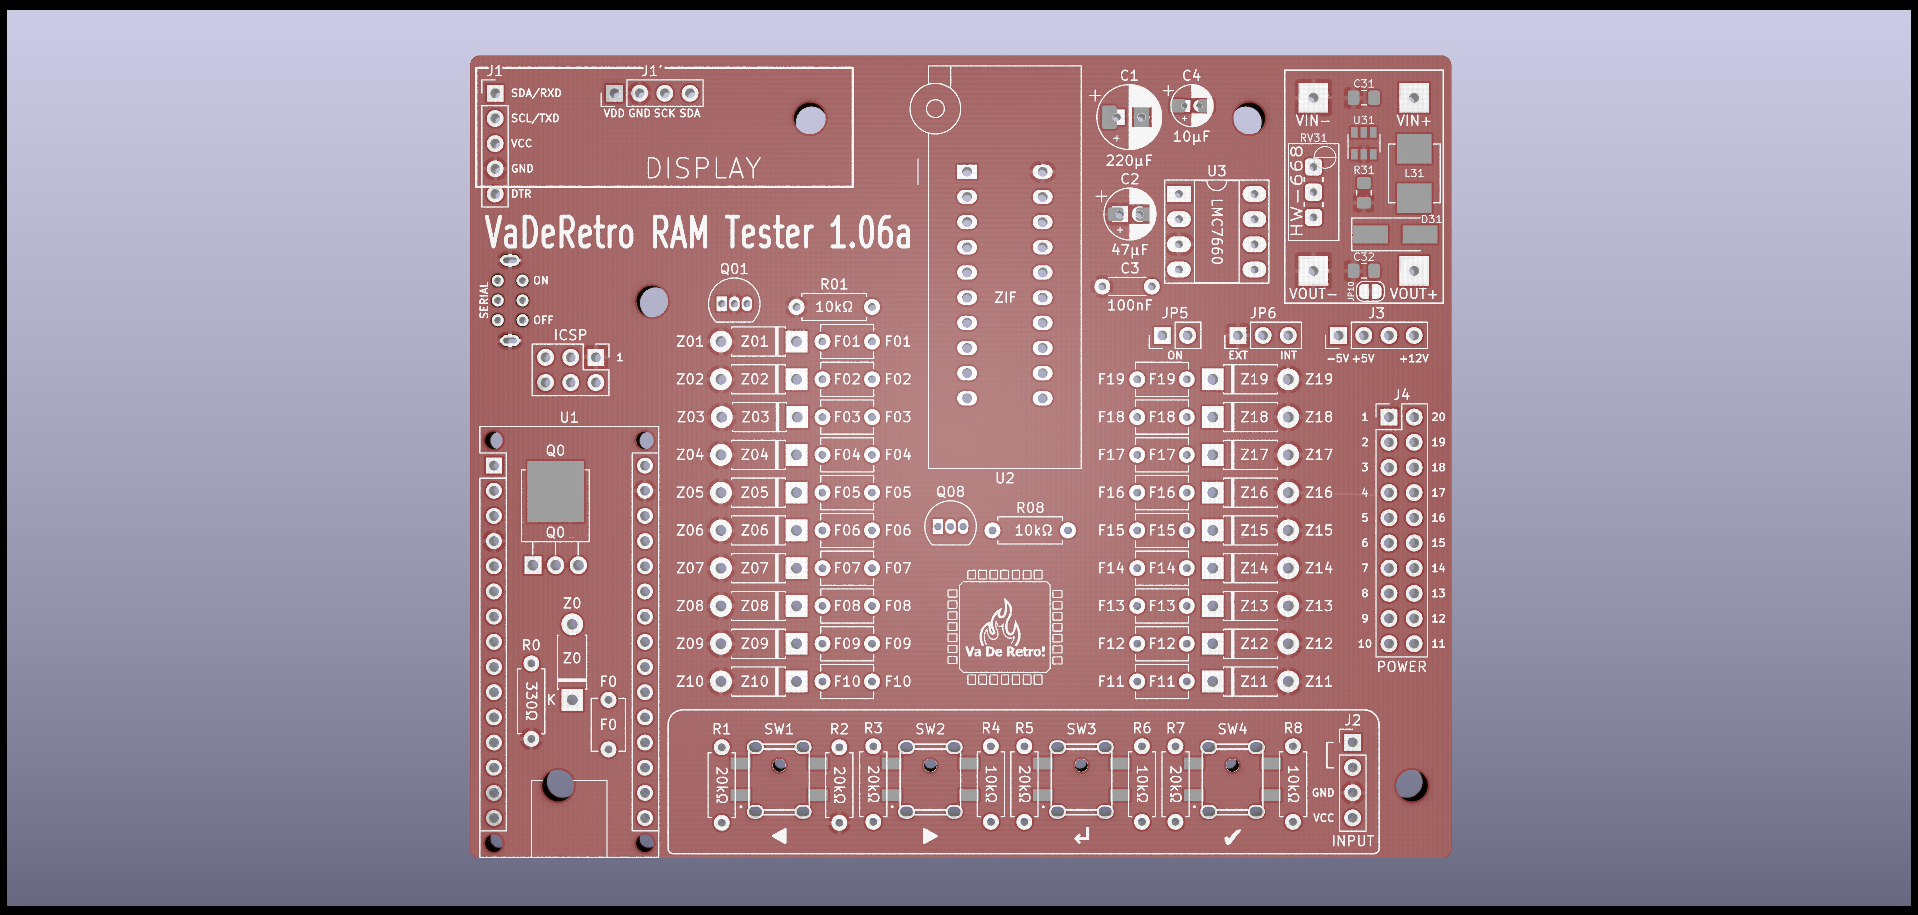 J1
J1'
SDA/RXD
SCL/TXD
VCC
GND
DTR
VDD GND SCK SDA
DISPLAY
VaDeRetro RAM Tester 1.06a
SERIAL
ON
OFF
ICSP
1
Q01
R01
10kΩ
C1
220µF
C4
10µF
C2
47µF
C3
100nF
U3
LMC7660
VIN-
C31
VIN+
U31
RV31
HW-668
R31
L31
D31
C32
VOUT-
JP10
VOUT+
ZIF
U2
JP5
ON
JP6
EXT INT
J3
-5V +5V +12V
Z01 Z01 F01 F01
Z02 Z02 F02 F02
Z03 Z03 F03 F03
Z04 Z04 F04 F04
Z05 Z05 F05 F05
Z06 Z06 F06 F06
Z07 Z07 F07 F07
Z08 Z08 F08 F08
Z09 Z09 F09 F09
Z10 Z10 F10 F10
F19 F19 Z19 Z19
F18 F18 Z18 Z18
F17 F17 Z17 Z17
F16 F16 Z16 Z16
F15 F15 Z15 Z15
F14 F14 Z14 Z14
F13 F13 Z13 Z13
F12 F12 Z12 Z12
F11 F11 Z11 Z11
J4
1 20
2 19
3 18
4 17
5 16
6 15
7 14
8 13
9 12
10 11
POWER
U1
Q0
Q0
Z0
Z0
K
R0
330Ω
F0
F0
Q08
R08
10kΩ
Va De Retro!
R1 SW1 R2 R3 SW2 R4 R5 SW3 R6 R7 SW4 R8
20kΩ 20kΩ 20kΩ 10kΩ 20kΩ 10kΩ 20kΩ 10kΩ
J2
GND
VCC
INPUT